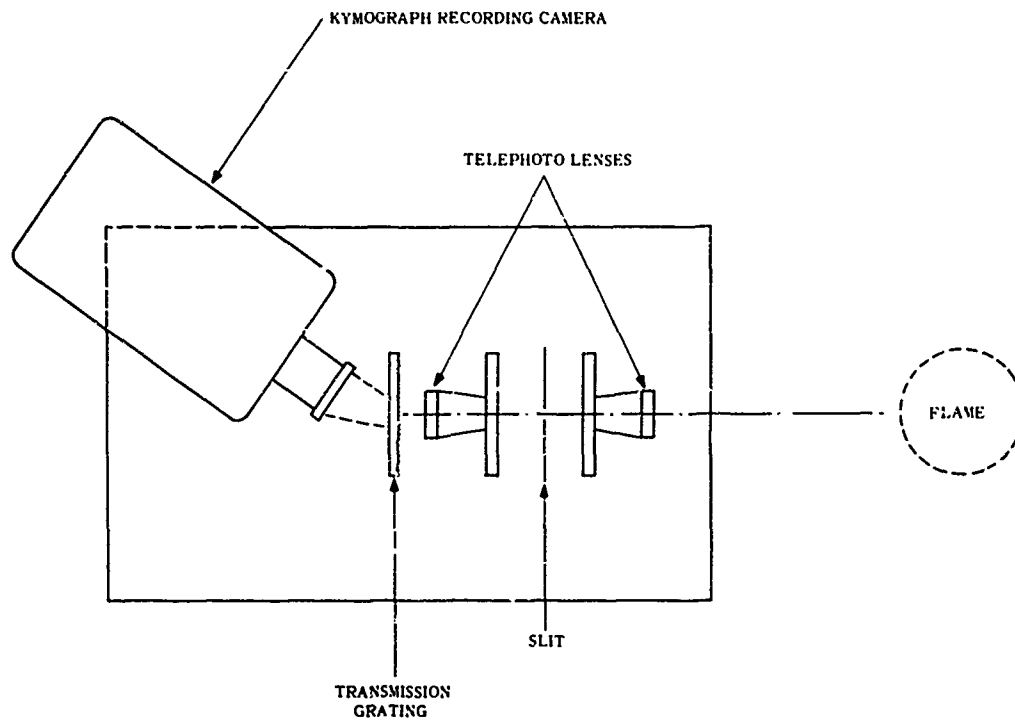 KYMOGRAPH RECORDING CAMERA
TELEPHOTO LENSES
FLAME
SLIT
TRANSMISSION
GRATING